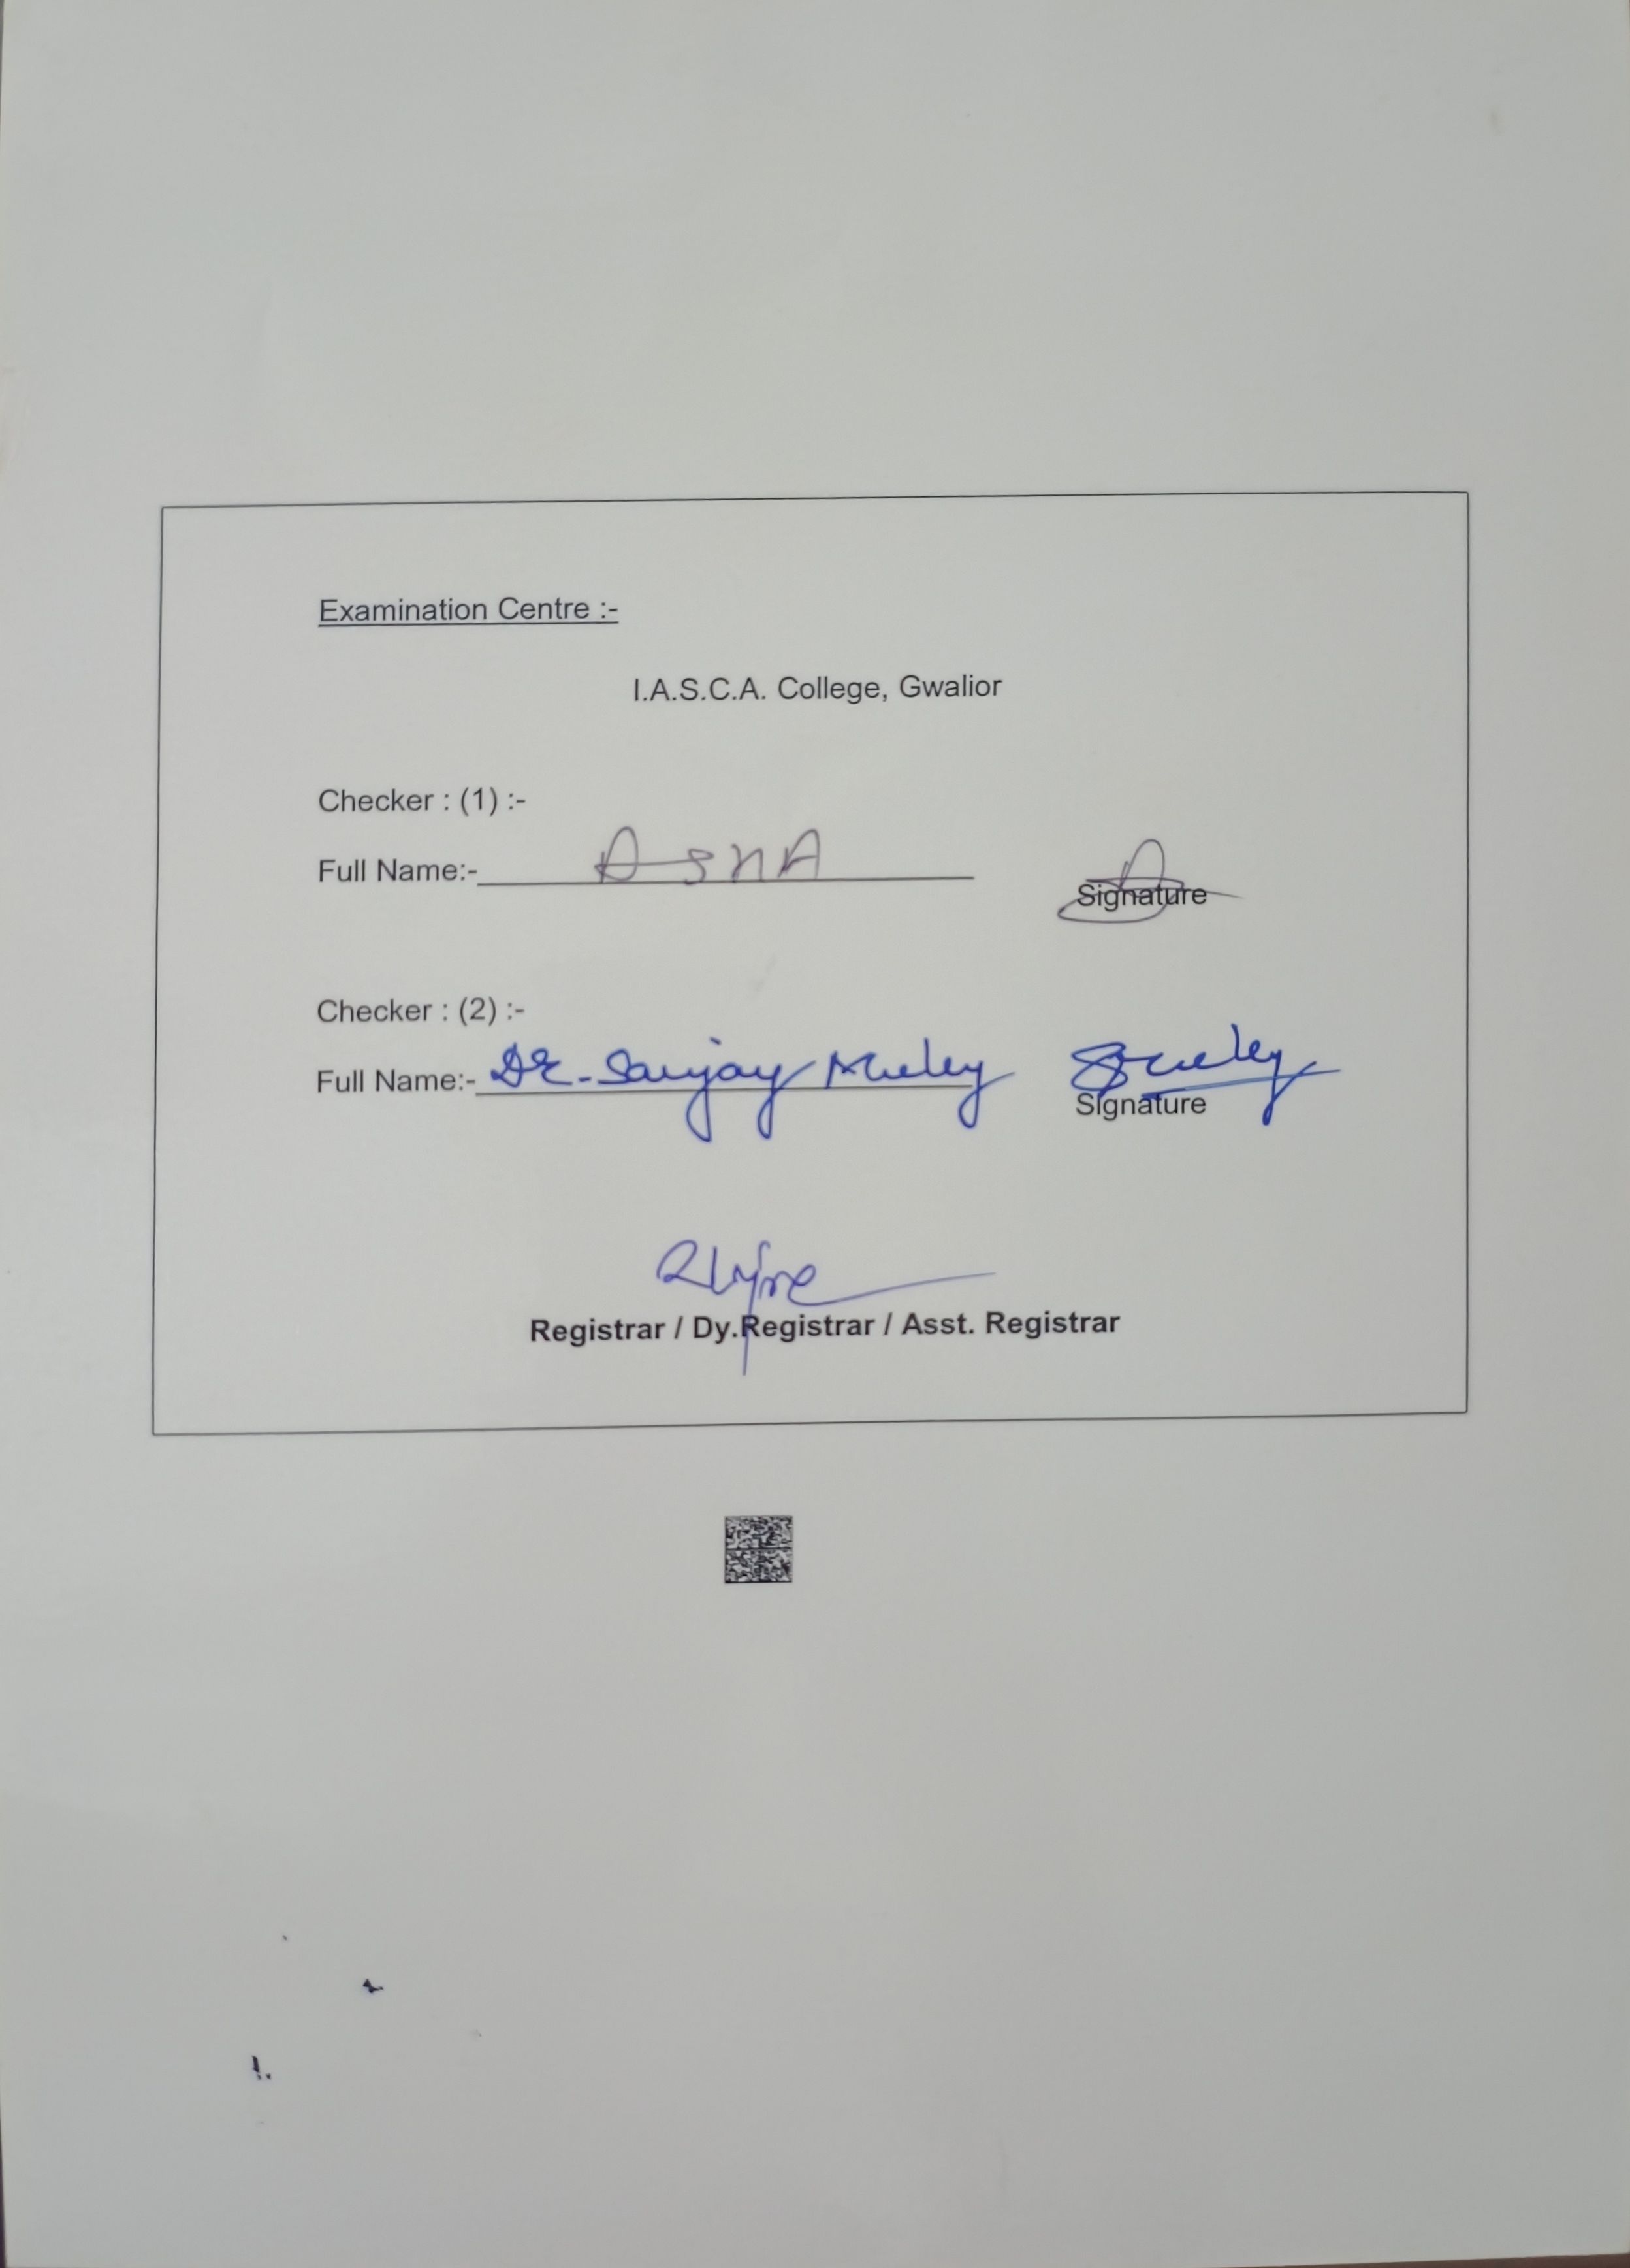 Examination Centre :-
I.A.S.C.A. College, Gwalior
Checker : (1) :-
Full Name:- AsnA
Signature
Checker : (2) :-
Full Name:- Dr. Sanjay Muley
Signature
Registrar / Dy.Registrar / Asst. Registrar